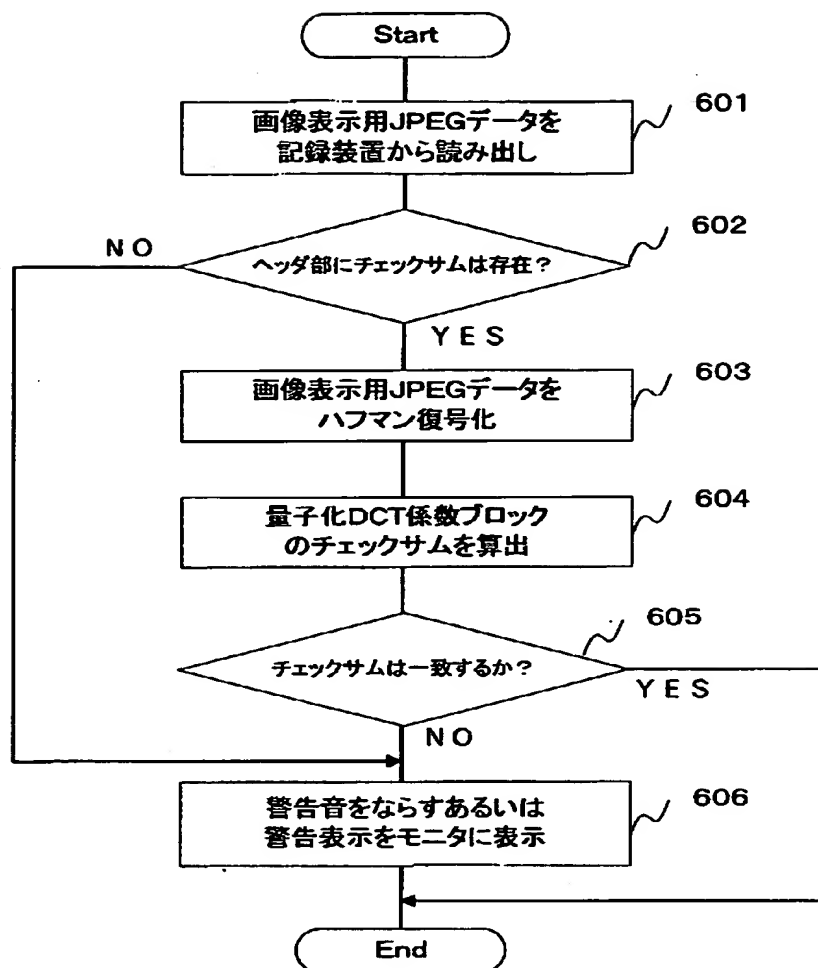 Start
画像表示用JPEGデータを
記録装置から読み出し
601
ヘッダ部にチェックサムは存在?
602
NO
YES
画像表示用JPEGデータを
ハフマン復号化
603
量子化DCT係数ブロック
のチェックサムを算出
604
チェックサムは一致するか?
605
YES
NO
警告音をならすあるいは
警告表示をモニタに表示
606
End